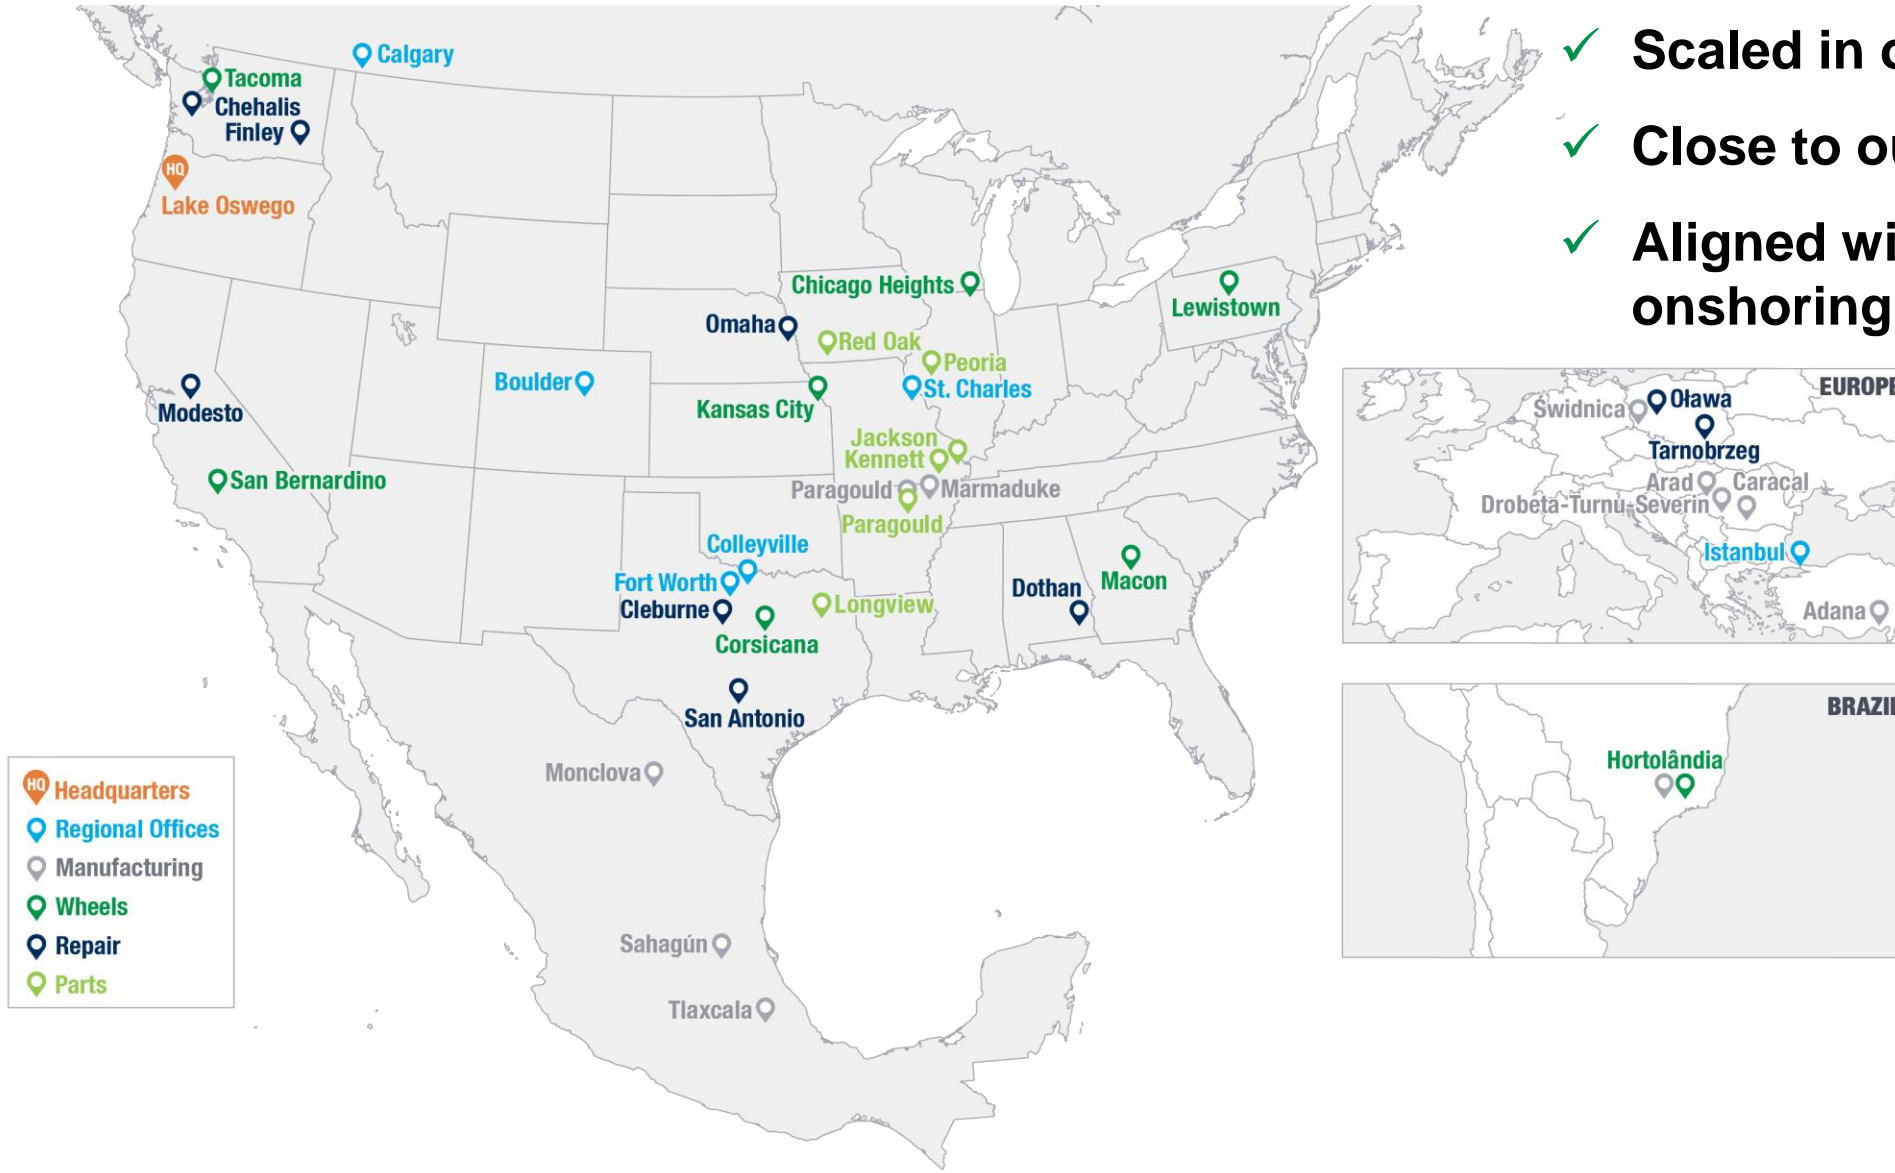 Calgary
Tacoma
Chehalis
Finley
HQ
Lake Oswego
Chicago Heights
Lewistown
Omaha
Red Oak
Peoria
Boulder
St. Charles
Kansas City
Modesto
Jackson
Kennett
San Bernardino
Paragould
Marmaduke
Paragould
Colleyville
Fort Worth
Dothan
Macon
Cleburne
Longview
Corsicana
San Antonio
Monclova
Sahagún
Tlaxcala
HQ Headquarters
Regional Offices
Manufacturing
Wheels
Repair
Parts
✓ Scaled in
✓ Close to
✓ Aligned
onshoring
EUROPE
Świdnica
Oława
Tarnobrzeg
Arad
Caracal
Drobeta-Turnu-Severin
Istanbul
Adana
BRAZIL
Hortolândia